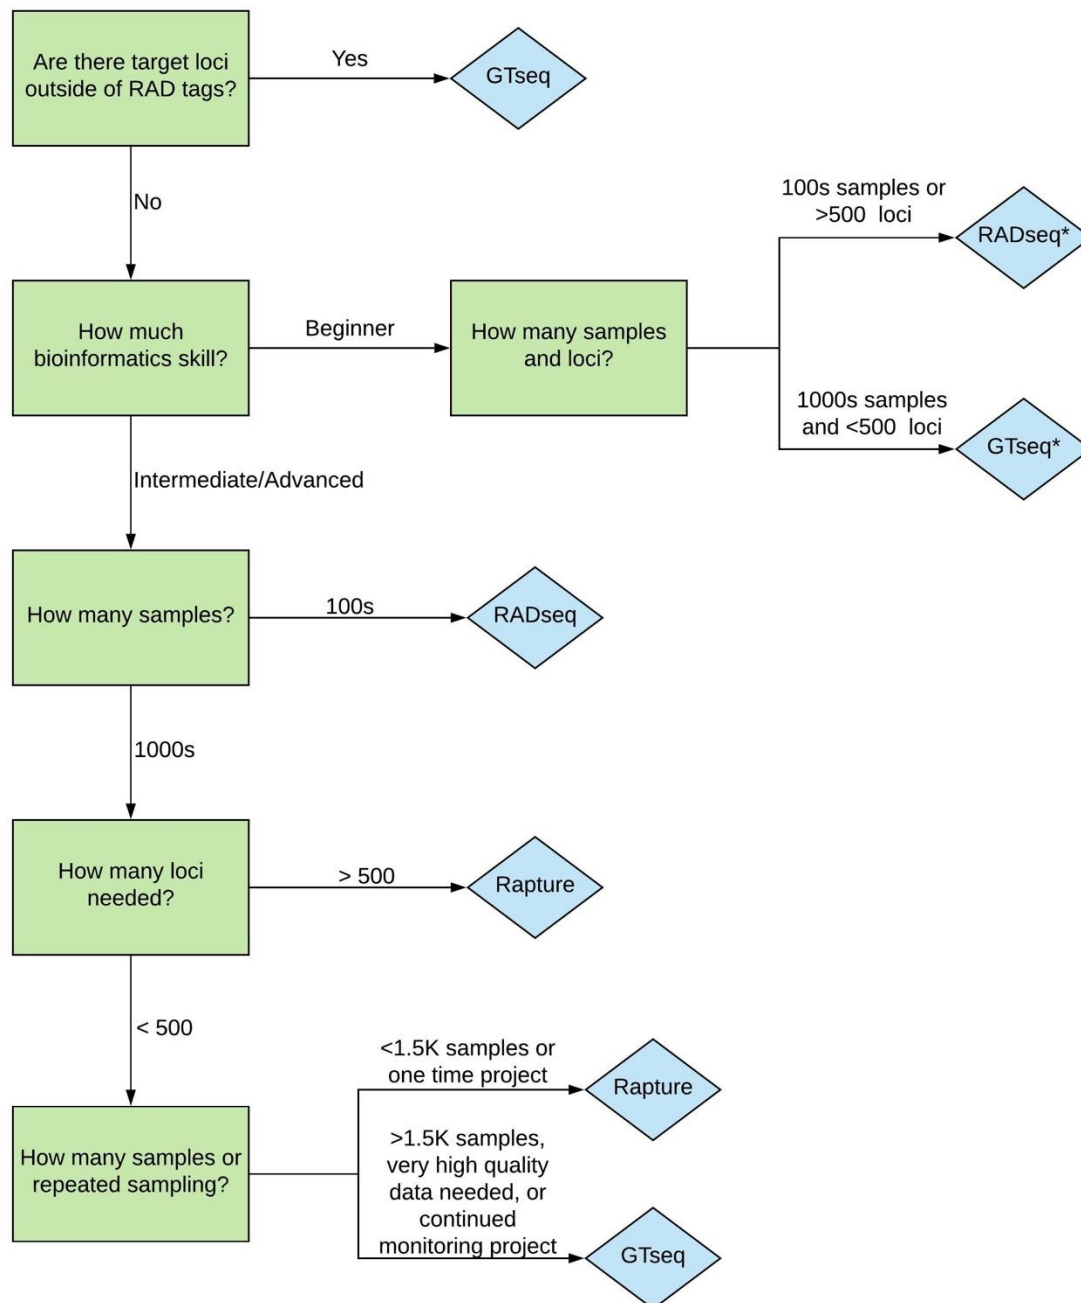 Are there target loci
outside of RAD tags?
Yes
GTseq
No
How much
bioinformatics skill?
Beginner
How many samples
and loci?
100s samples or
>500 loci
RADseq*
1000s samples
and <500 loci
GTseq*
Intermediate/Advanced
How many samples?
100s
RADseq
1000s
How many loci
needed?
> 500
Rapture
< 500
How many samples or
repeated sampling?
<1.5K samples or
one time project
Rapture
>1.5K samples,
very high quality
data needed, or
continued
monitoring project
GTseq